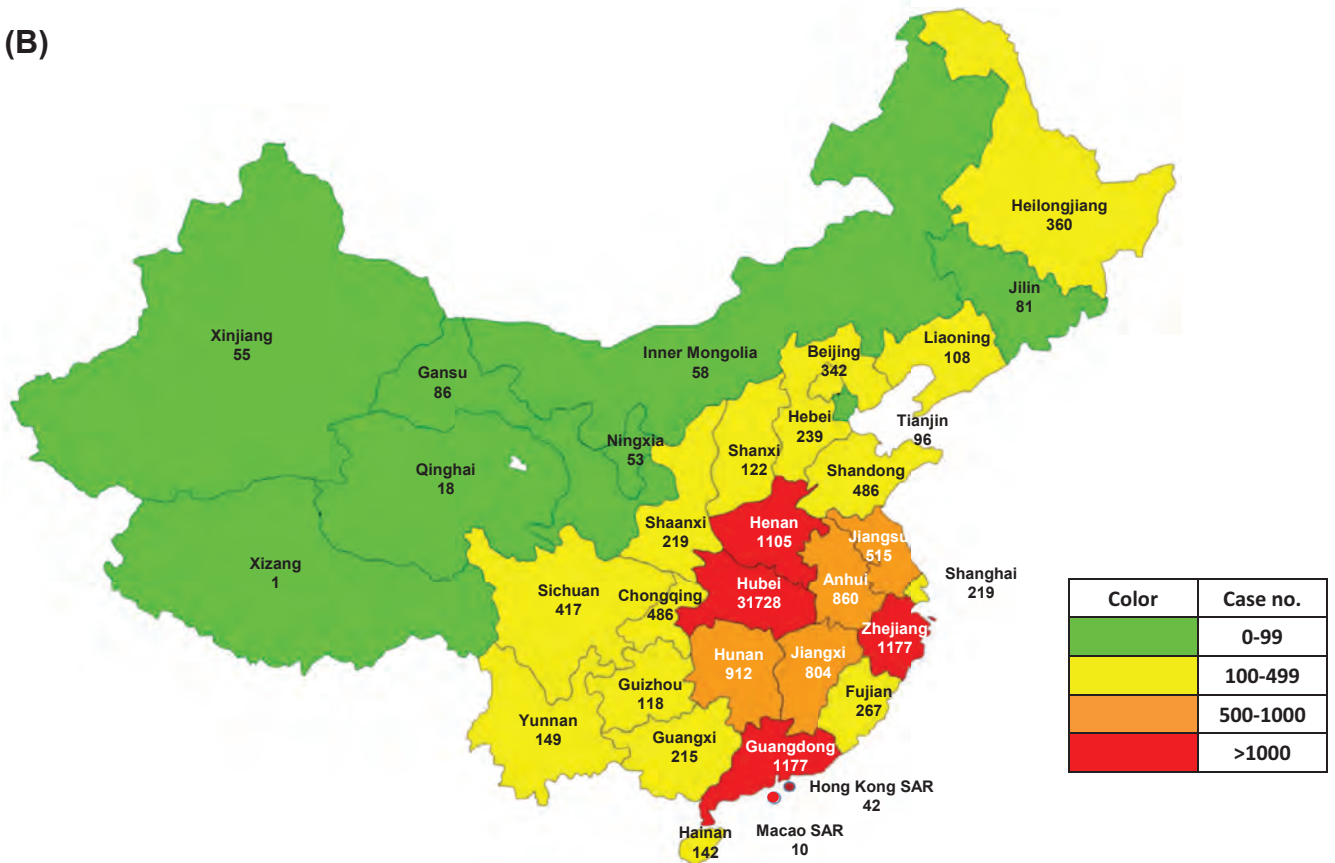 (B)
Heilongjiang
360
Jilin
81
Liaoning
108
Xinjiang
55
Gansu
86
Inner Mongolia
58
Beijing
342
Hebei
239
Tianjin
96
Ningxia
53
Shanxi
122
Shandong
486
Qinghai
18
Xizang
1
Shaanxi
219
Henan
1105
Jiangsu
515
Shanghai
219
Sichuan
417
Chongqing
486
Hubei
31728
Anhui
860
Zhejiang
1177
Hunan
912
Jiangxi
804
Guizhou
118
Fujian
267
Yunnan
149
Guangxi
215
Guangdong
1177
Hong Kong SAR
42
Macao SAR
10
Hainan
142
Color Case no.
0-99
100-499
500-1000
>1000